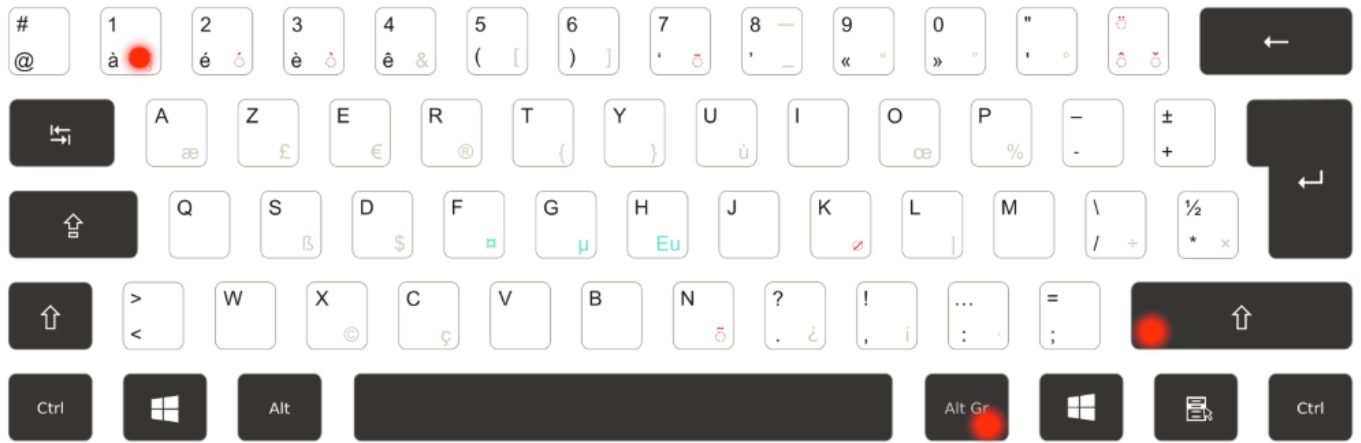 # 1 2 3 4 5 6 7 8 — 9 0 "
@ à é ó è ò ê & ( [ ) ] ‘ ō ’ _ « “ » ” ' °
A æ Z £ E € R ® T { Y } U ù I O œ P % – - ± +
Q S ß D $ F ¤ G µ H Eu J K L | M \ / ÷ ½ * ×
> < W X © C ç V B N õ ? . ¿ ! , ¡ … : · = ;
Ctrl Alt Alt Gr Ctrl